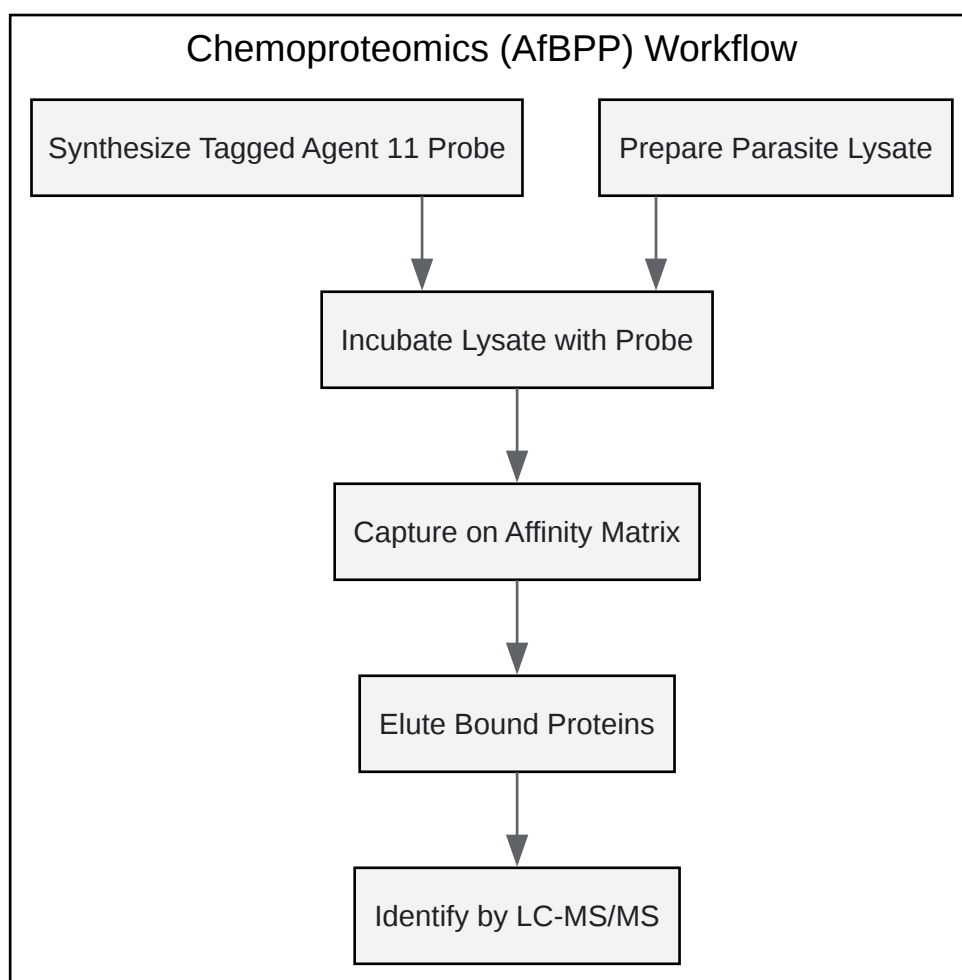 Chemoproteomics (AfBPP) Workflow
Synthesize Tagged Agent 11 Probe
Prepare Parasite Lysate
Incubate Lysate with Probe
Capture on Affinity Matrix
Elute Bound Proteins
Identify by LC-MS/MS